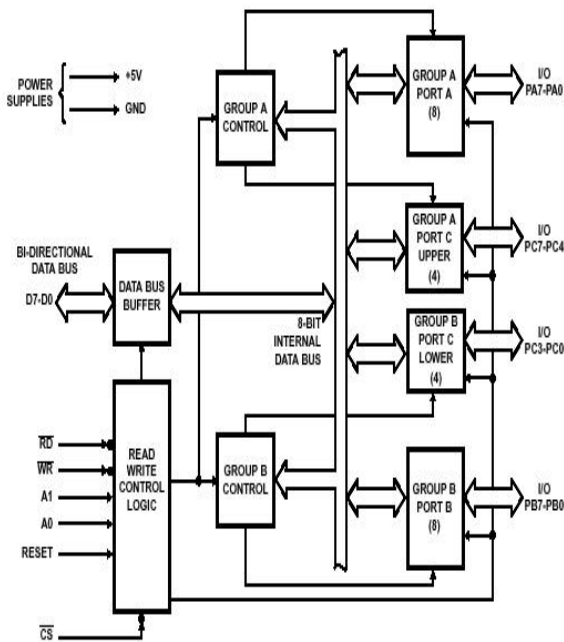 POWER
SUPPLIES
+5V
GND
GROUP A
CONTROL
GROUP A
PORT A
(8)
I/O
PA7-PA0
GROUP A
PORT C
UPPER
(4)
I/O
PC7-PC4
BI-DIRECTIONAL
DATA BUS
D7-D0
DATA BUS
BUFFER
8-BIT
INTERNAL
DATA BUS
GROUP B
PORT C
LOWER
(4)
I/O
PC3-PC0
RD
WR
A1
A0
RESET
CS
READ
WRITE
CONTROL
LOGIC
GROUP B
CONTROL
GROUP B
PORT B
(8)
I/O
PB7-PB0